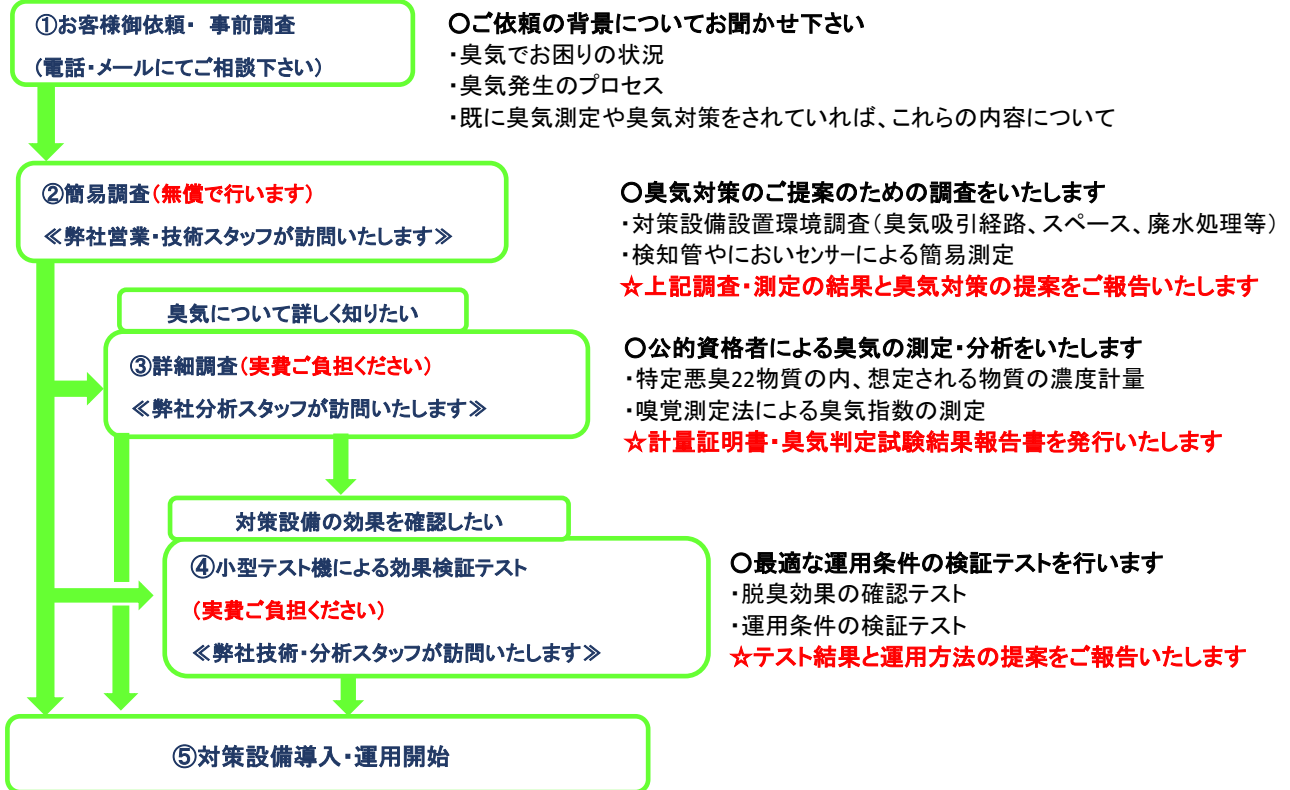 ①お客様御依頼・ 事前調査
(電話・メールにてご相談下さい)
〇ご依頼の背景についてお聞かせ下さい
・臭気でお困りの状況
・臭気発生のプロセス
・既に臭気測定や臭気対策をされていれば、これらの内容について
②簡易調査(無償で行います)
≪弊社営業・技術スタッフが訪問いたします≫
〇臭気対策のご提案のための調査をいたします
・対策設備設置環境調査(臭気吸引経路、スペース、廃水処理等)
・検知管やにおいセンサーによる簡易測定
☆上記調査・測定の結果と臭気対策の提案をご報告いたします
臭気について詳しく知りたい
③詳細調査(実費ご負担ください)
≪弊社分析スタッフが訪問いたします≫
〇公的資格者による臭気の測定・分析をいたします
・特定悪臭22物質の内、想定される物質の濃度計量
・嗅覚測定法による臭気指数の測定
☆計量証明書・臭気判定試験結果報告書を発行いたします
対策設備の効果を確認したい
④小型テスト機による効果検証テスト
(実費ご負担ください)
≪弊社技術・分析スタッフが訪問いたします≫
〇最適な運用条件の検証テストを行います
・脱臭効果の確認テスト
・運用条件の検証テスト
☆テスト結果と運用方法の提案をご報告いたします
⑤対策設備導入・運用開始